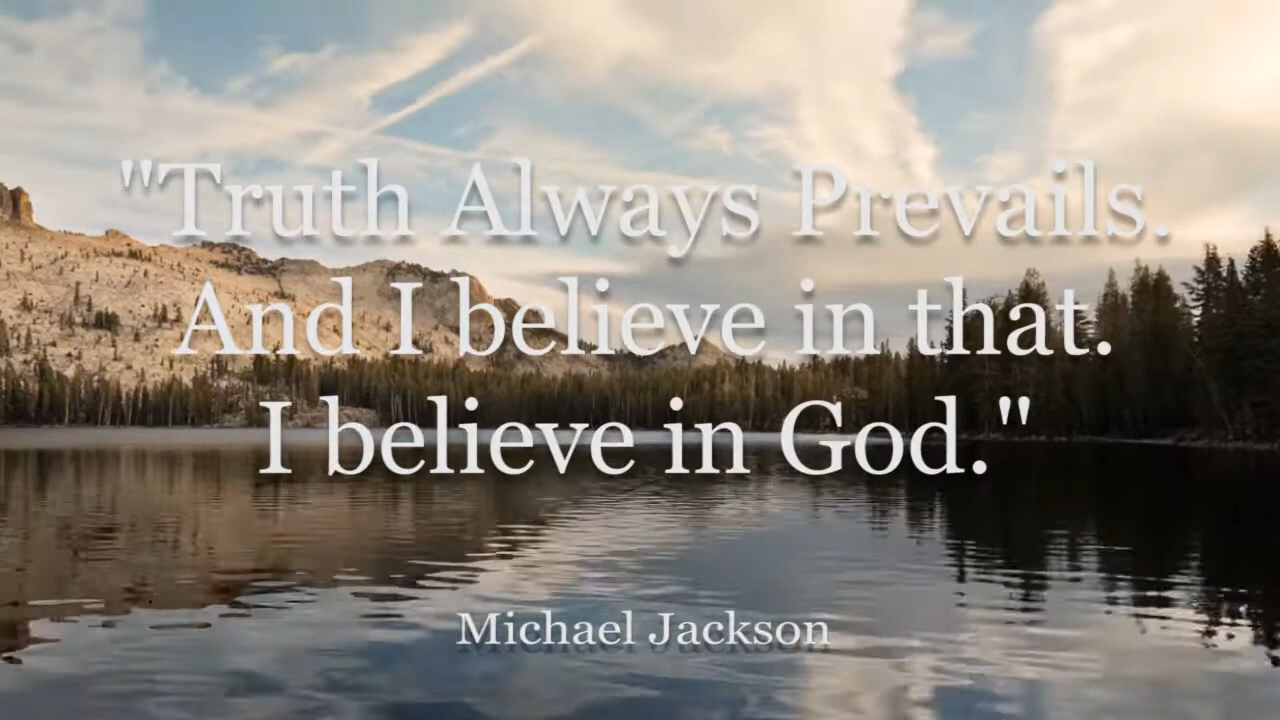 "Truth Always Prevails.
And I believe in that.
I believe in God."
Michael Jackson